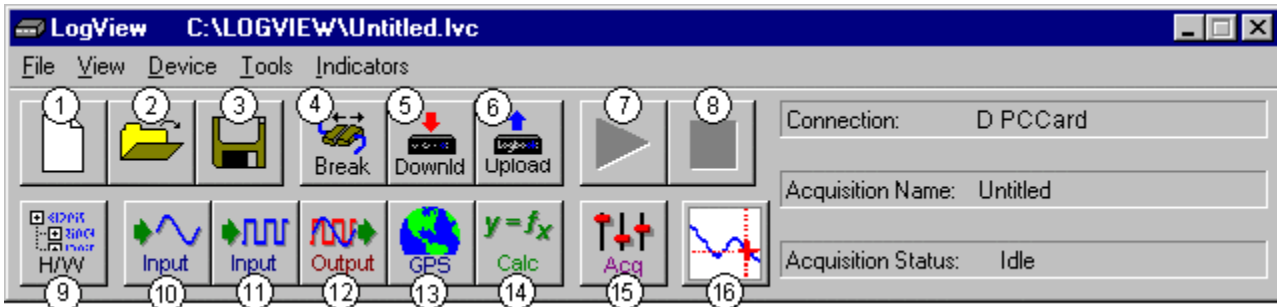 LogView C:\LOGVIEW\Untitled.lvc
File View Device Tools Indicators
1 2 3 4 5 6 7 8
Break Downld Upload
Connection: D PCCard
Acquisition Name: Untitled
y=fx
H/W Input Input Output GPS Calc Acq
Acquisition Status: Idle
9 10 11 12 13 14 15 16